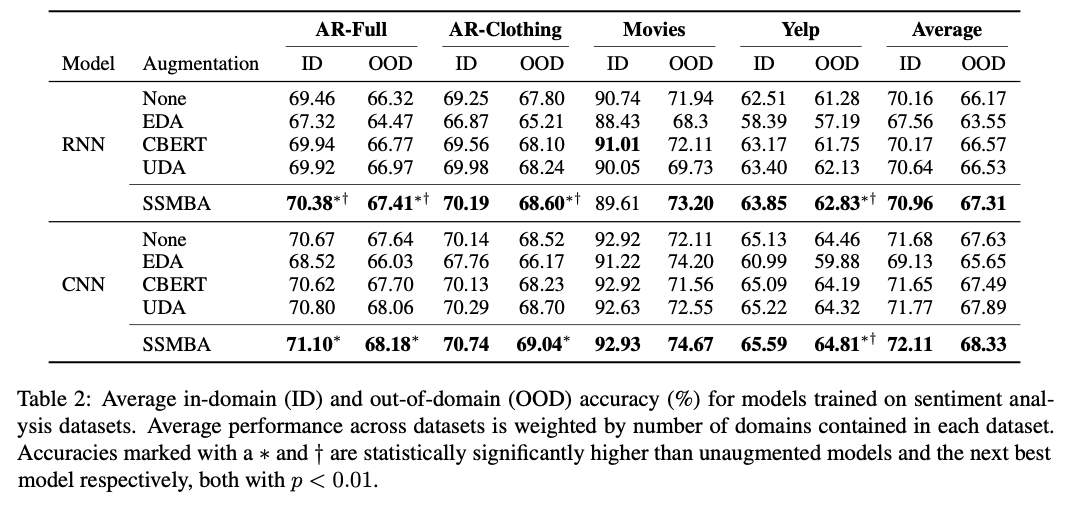 AR-Full AR-Clothing Movies Yelp Average
Model Augmentation ID OOD ID OOD ID OOD ID OOD ID OOD
None 69.46 66.32 69.25 67.80 90.74 71.94 62.51 61.28 70.16 66.17
EDA 67.32 64.47 66.87 65.21 88.43 68.3 58.39 57.19 67.56 63.55
RNN CBERT 69.94 66.77 69.56 68.10 91.01 72.11 63.17 61.75 70.17 66.57
UDA 69.92 66.97 69.98 68.24 90.05 69.73 63.40 62.13 70.64 66.53
SSMBA 70.38*† 67.41*† 70.19 68.60*† 89.61 73.20 63.85 62.83*† 70.96 67.31
None 70.67 67.64 70.14 68.52 92.92 72.11 65.13 64.46 71.68 67.63
EDA 68.52 66.03 67.76 66.17 91.22 74.20 60.99 59.88 69.13 65.65
CNN CBERT 70.62 67.70 70.13 68.23 92.92 71.56 65.09 64.19 71.65 67.49
UDA 70.80 68.06 70.29 68.70 92.63 72.55 65.22 64.32 71.77 67.89
SSMBA 71.10* 68.18* 70.74 69.04* 92.93 74.67 65.59 64.81*† 72.11 68.33
Table 2: Average in-domain (ID) and out-of-domain (OOD) accuracy (%) for models trained on sentiment anal-
ysis datasets. Average performance across datasets is weighted by number of domains contained in each dataset.
Accuracies marked with a * and † are statistically significantly higher than unaugmented models and the next best
model respectively, both with p < 0.01.